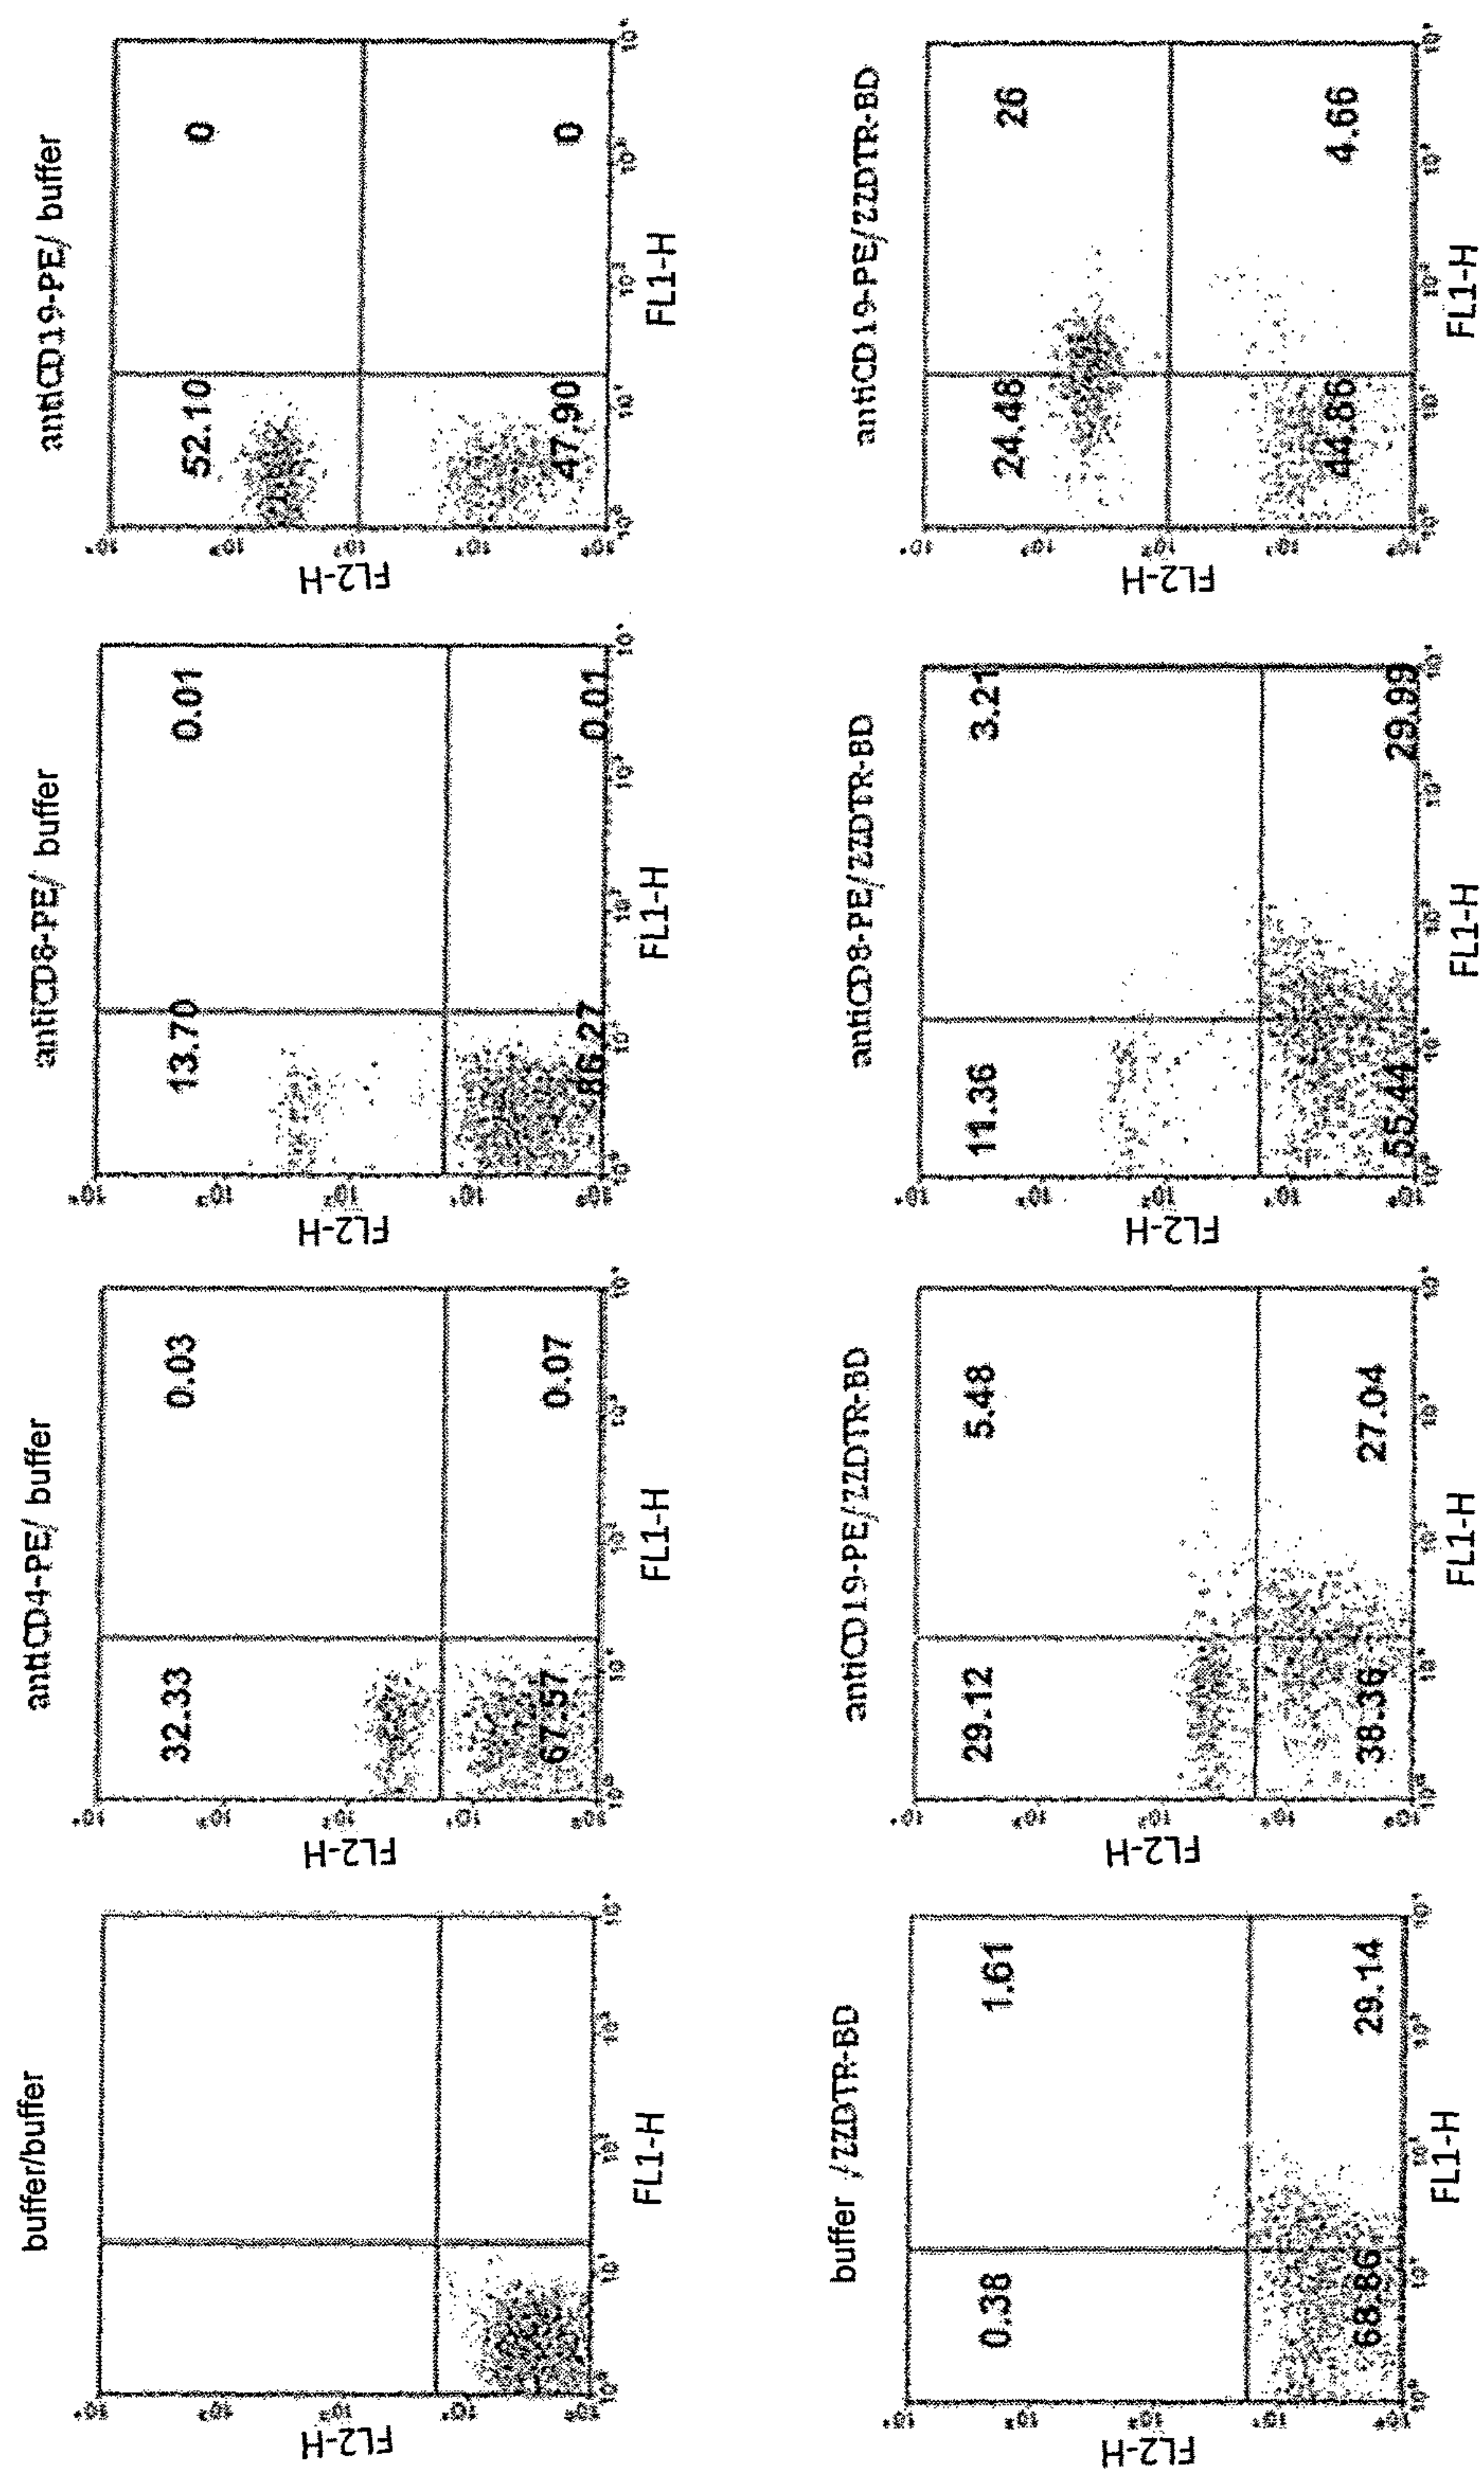 buffer/buffer
FL2-H
FL1-H
antiCD4-PE/ buffer
32.33
0.03
67.57
0.07
FL2-H
FL1-H
antiCD8-PE/ buffer
13.70
0.01
86.27
0.01
FL2-H
FL1-H
antiCD19-PE/ buffer
52.10
0
47.90
0
FL2-H
FL1-H
buffer /ZZDTR-BD
0.38
1.61
68.86
29.14
FL2-H
FL1-H
antiCD19-PE/ZZDTR-BD
29.12
5.48
38.36
27.04
FL2-H
FL1-H
antiCD8-PE/ZZDTR-BD
11.36
3.21
55.44
29.99
FL2-H
FL1-H
antiCD19-PE/ZZDTR-BD
24.48
26
44.86
4.66
FL2-H
FL1-H